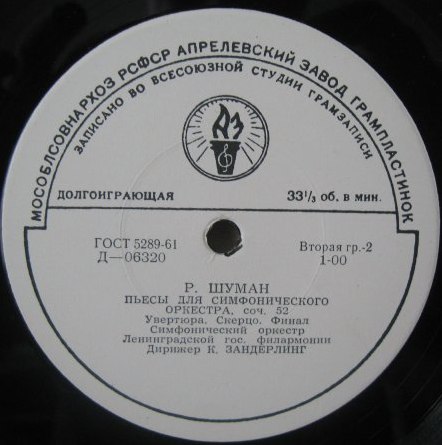 МОСОБЛСОВНАРХОЗ РСФСР АПРЕЛЕВСКИЙ ЗАВОД ГРАМПЛАСТИНОК
ЗАПИСАНО ВО ВСЕСОЮЗНОЙ СТУДИИ ГРАМЗАПИСИ
АЗ
ДОЛГОИГРАЮЩАЯ 33⅓ об. в мин.
ГОСТ 5289-61 Вторая гр.-2
Д—06320 1-00
Р. ШУМАН
ПЬЕСЫ ДЛЯ СИМФОНИЧЕСКОГО
ОРКЕСТРА, соч. 52
Увертюра. Скерцо. Финал
Симфонический оркестр
Ленинградской гос. филармонии
Дирижер К. ЗАНДЕРЛИНГ